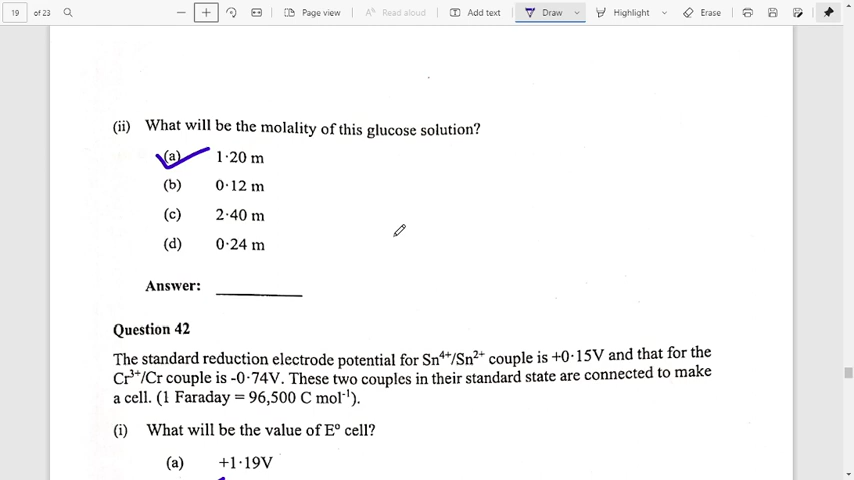 19 of 23 Page view Read aloud Add text Draw Highlight Erase
(ii) What will be the molality of this glucose solution?
(a) 1·20 m
(b) 0·12 m
(c) 2·40 m
(d) 0·24 m
Answer: ____________
Question 42
The standard reduction electrode potential for Sn⁴⁺/Sn²⁺ couple is +0·15V and that for the
Cr³⁺/Cr couple is -0·74V. These two couples in their standard state are connected to make
a cell. (1 Faraday = 96,500 C mol⁻¹).
(i) What will be the value of E° cell?
(a) +1·19V